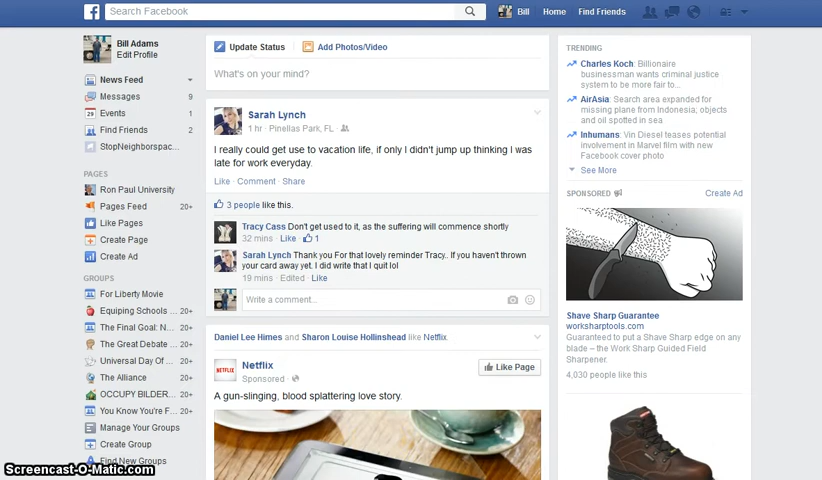 Search Facebook
Bill
Home
Find Friends
Bill Adams
Edit Profile
News Feed
Messages 9
Events 1
29
Find Friends 2
StopNeighborspac...
PAGES
Ron Paul University
Pages Feed 20+
Like Pages
Create Page
Create Ad
GROUPS
For Liberty Movie
Equiping Schools ... 20+
The Final Goal: N... 20+
The Great Debate 20+
Universal Day Of ... 20+
The Alliance 20+
OCCUPY BILDER... 20+
You Know You're F... 20+
Manage Your Groups
Create Group
Find New Groups
Update Status
Add Photos/Video
What's on your mind?
Sarah Lynch
1 hr · Pinellas Park, FL ·
I really could get use to vacation life, if only I didn't jump up thinking I was
late for work everyday.
Like · Comment · Share
3 people like this.
Tracy Cass Don't get used to it, as the suffering will commence shortly
32 mins · Like · 1
Sarah Lynch Thank you For that lovely reminder Tracy.. If you haven't thrown
your card away yet. I did write that I quit lol
19 mins · Edited · Like
Write a comment...
Daniel Lee Himes and Sharon Louise Hollinshead like Netflix.
NETFLIX
Netflix
Sponsored ·
Like Page
A gun-slinging, blood splattering love story.
TRENDING
Charles Koch: Billionaire
businessman wants criminal justice
system to be more fair to...
AirAsia: Search area expanded for
missing plane from Indonesia; objects
and oil spotted in sea
Inhumans: Vin Diesel teases potential
involvement in Marvel film with new
Facebook cover photo
See More
SPONSORED
Create Ad
Shave Sharp Guarantee
worksharptools.com
Guaranteed to put a Shave Sharp edge on any
blade – the Work Sharp Guided Field
Sharpener.
4,030 people like this
Screencast-O-Matic.com